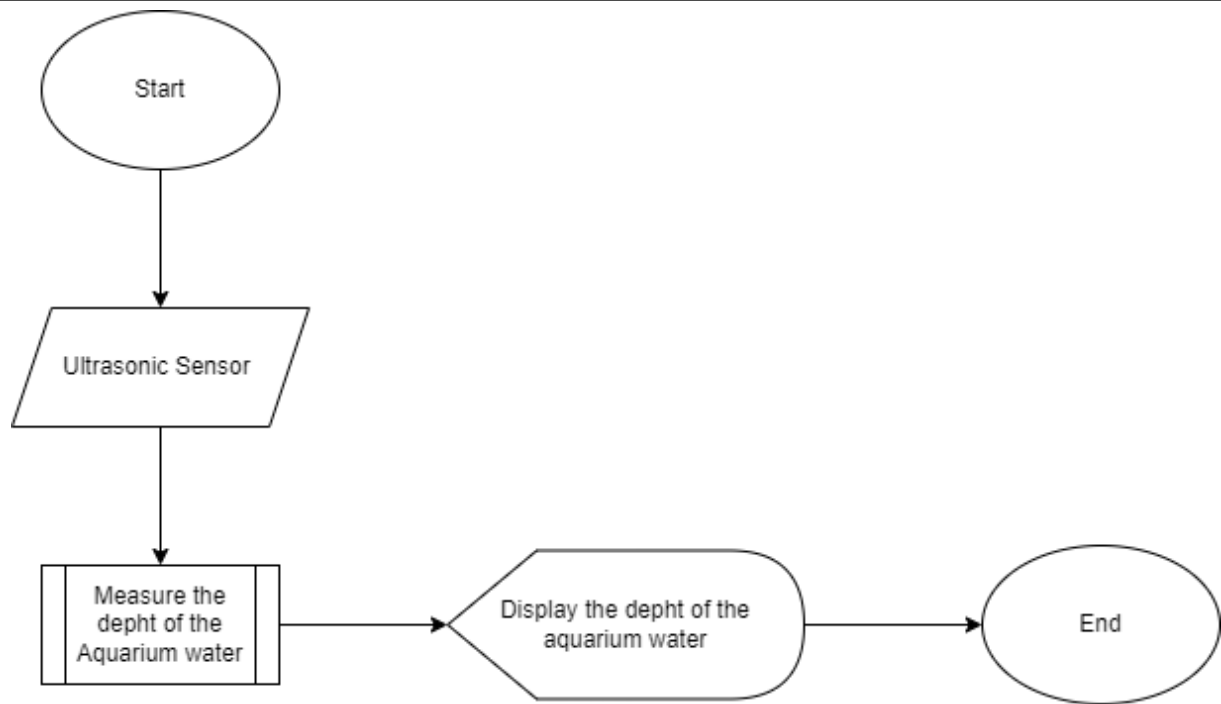 Start
Ultrasonic Sensor
Measure the
depht of the
Aquarium water
Display the depht of the
aquarium water
End